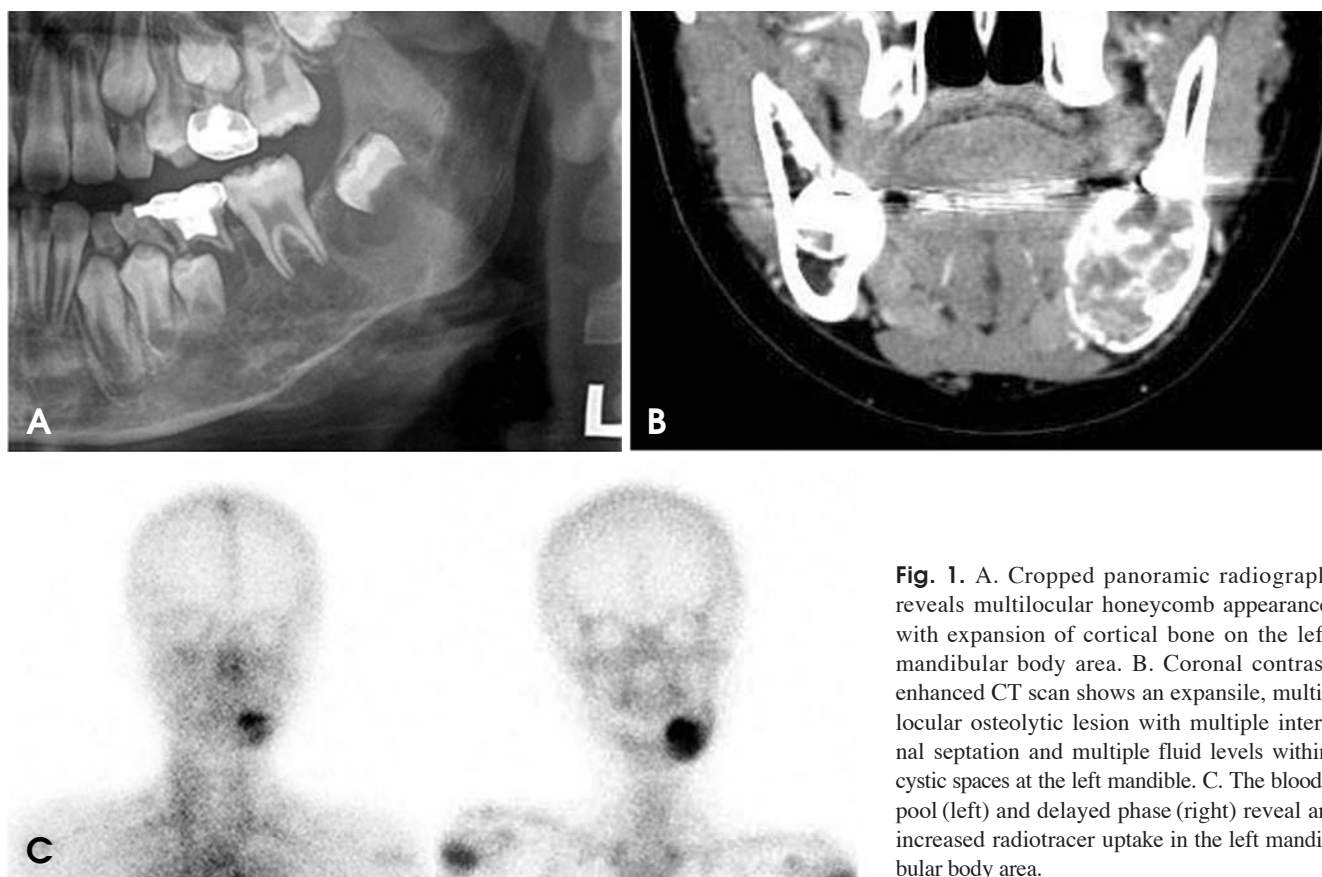 A
L
B
C
Fig. 1. A. Cropped panoramic radiograph
reveals multilocular honeycomb appearance
with expansion of cortical bone on the left
mandibular body area. B. Coronal contras
enhanced CT scan shows an expansile, multi
locular osteolytic lesion with multiple inter
nal septation and multiple fluid levels within
cystic spaces at the left mandible. C. The blood
pool (left) and delayed phase (right) reveal an
increased radiotracer uptake in the left mandi
bular body area.